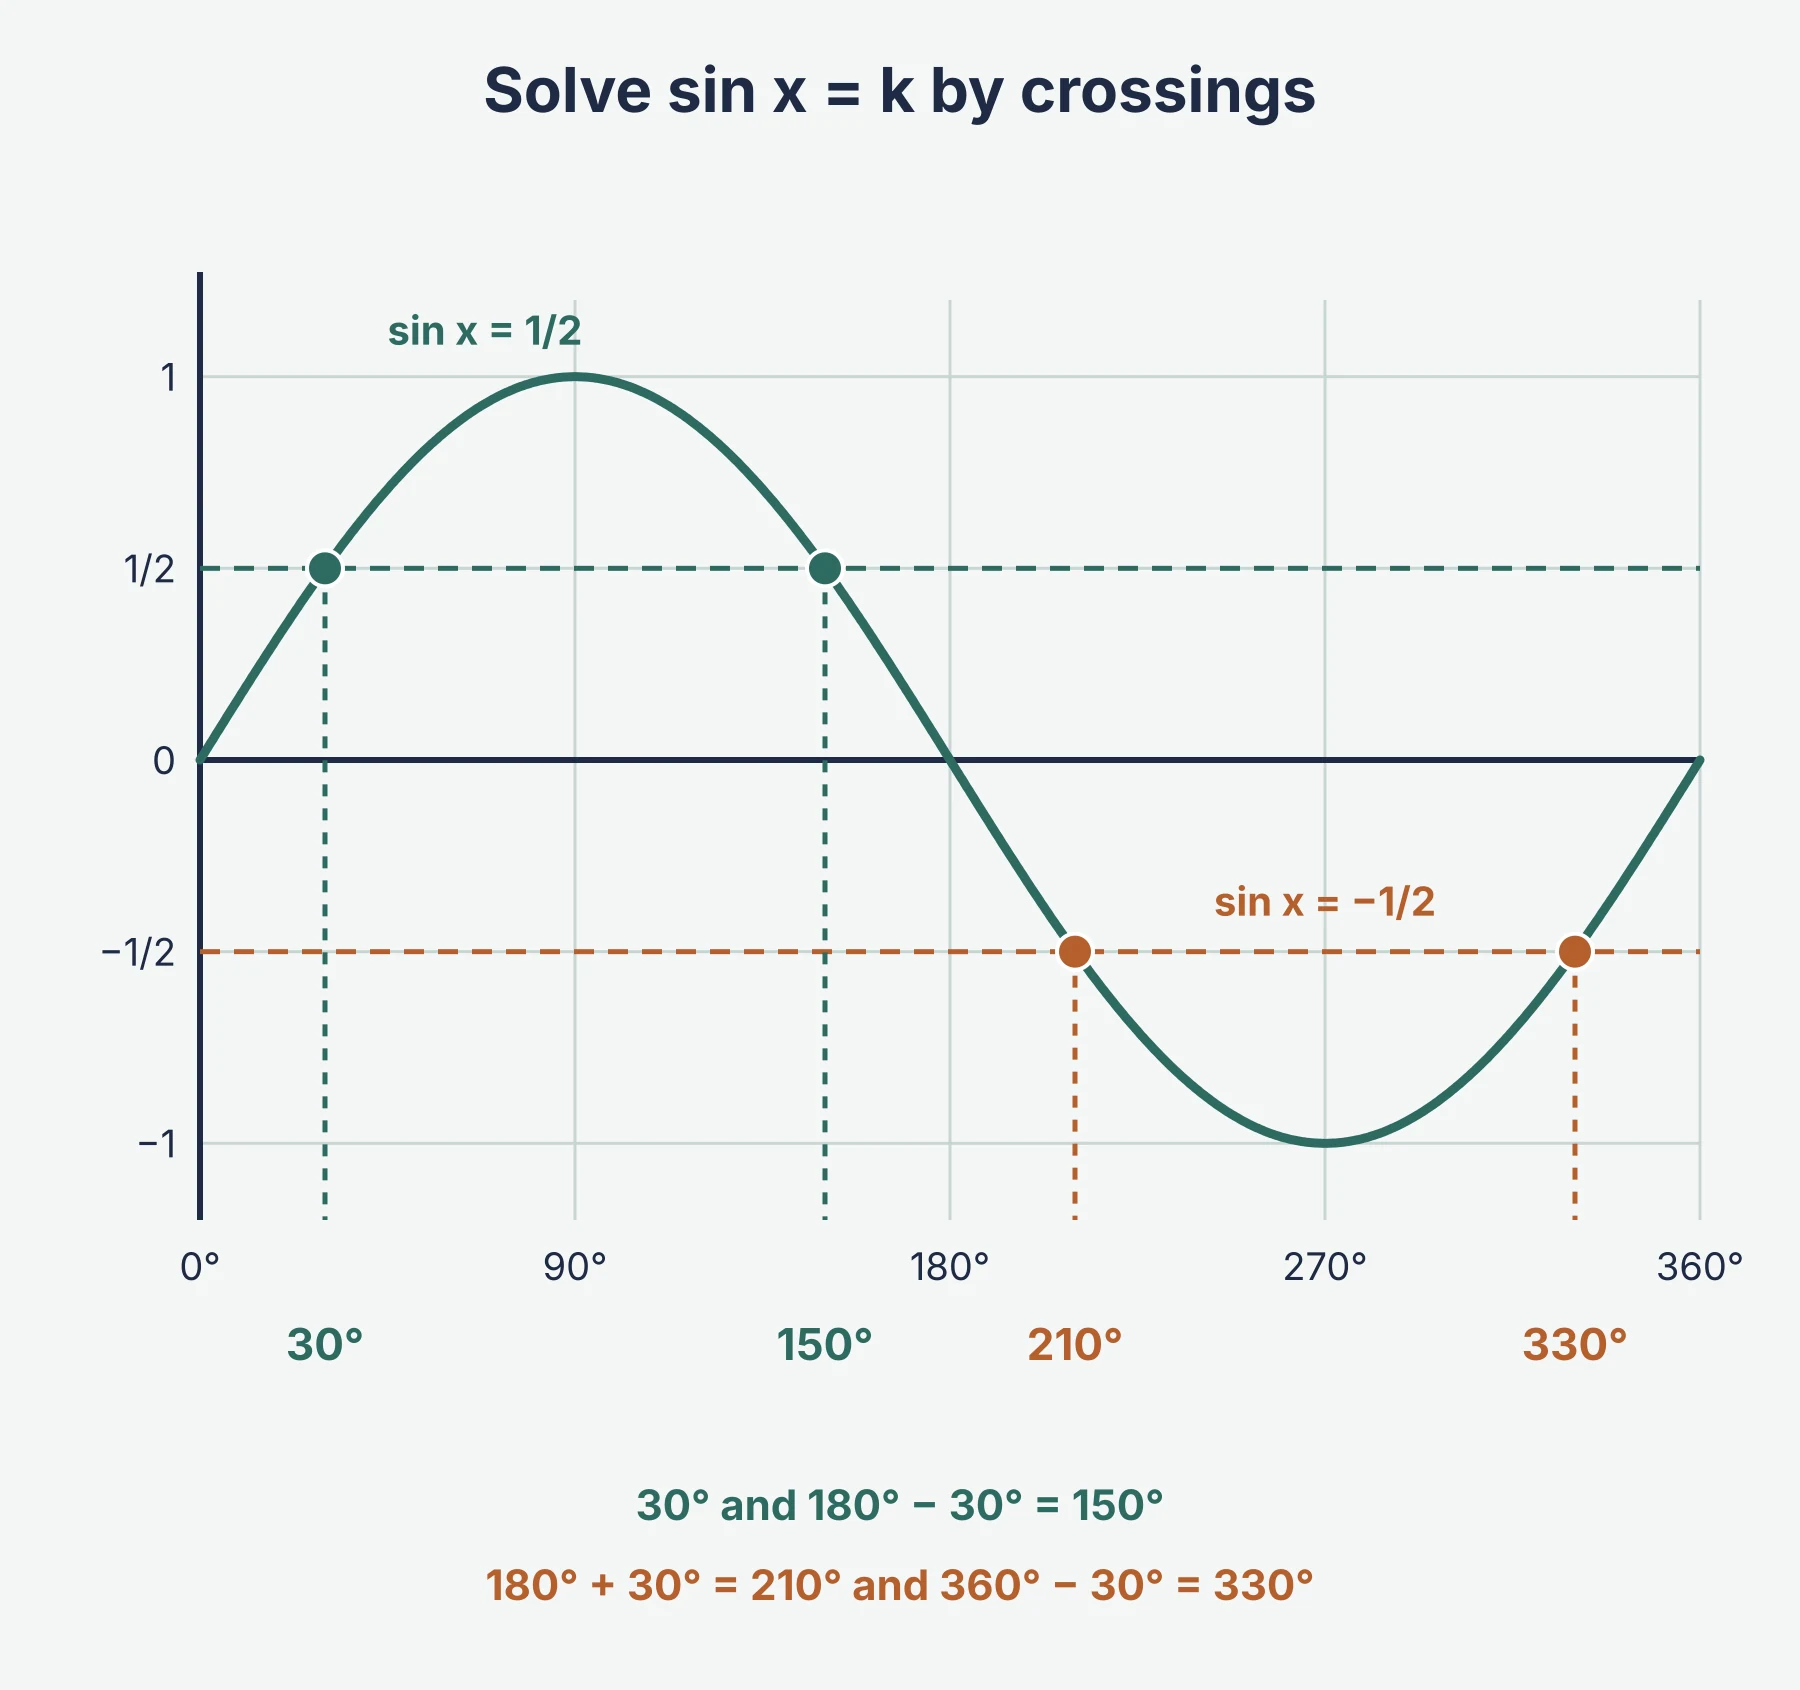 Solve sin x = k by crossings
sin x = 1/2
1
1/2
0
sin x = −1/2
−1/2
−1
0° 90° 180° 270° 360°
30° 150° 210° 330°
30° and 180° − 30° = 150°
180° + 30° = 210° and 360° − 30° = 330°